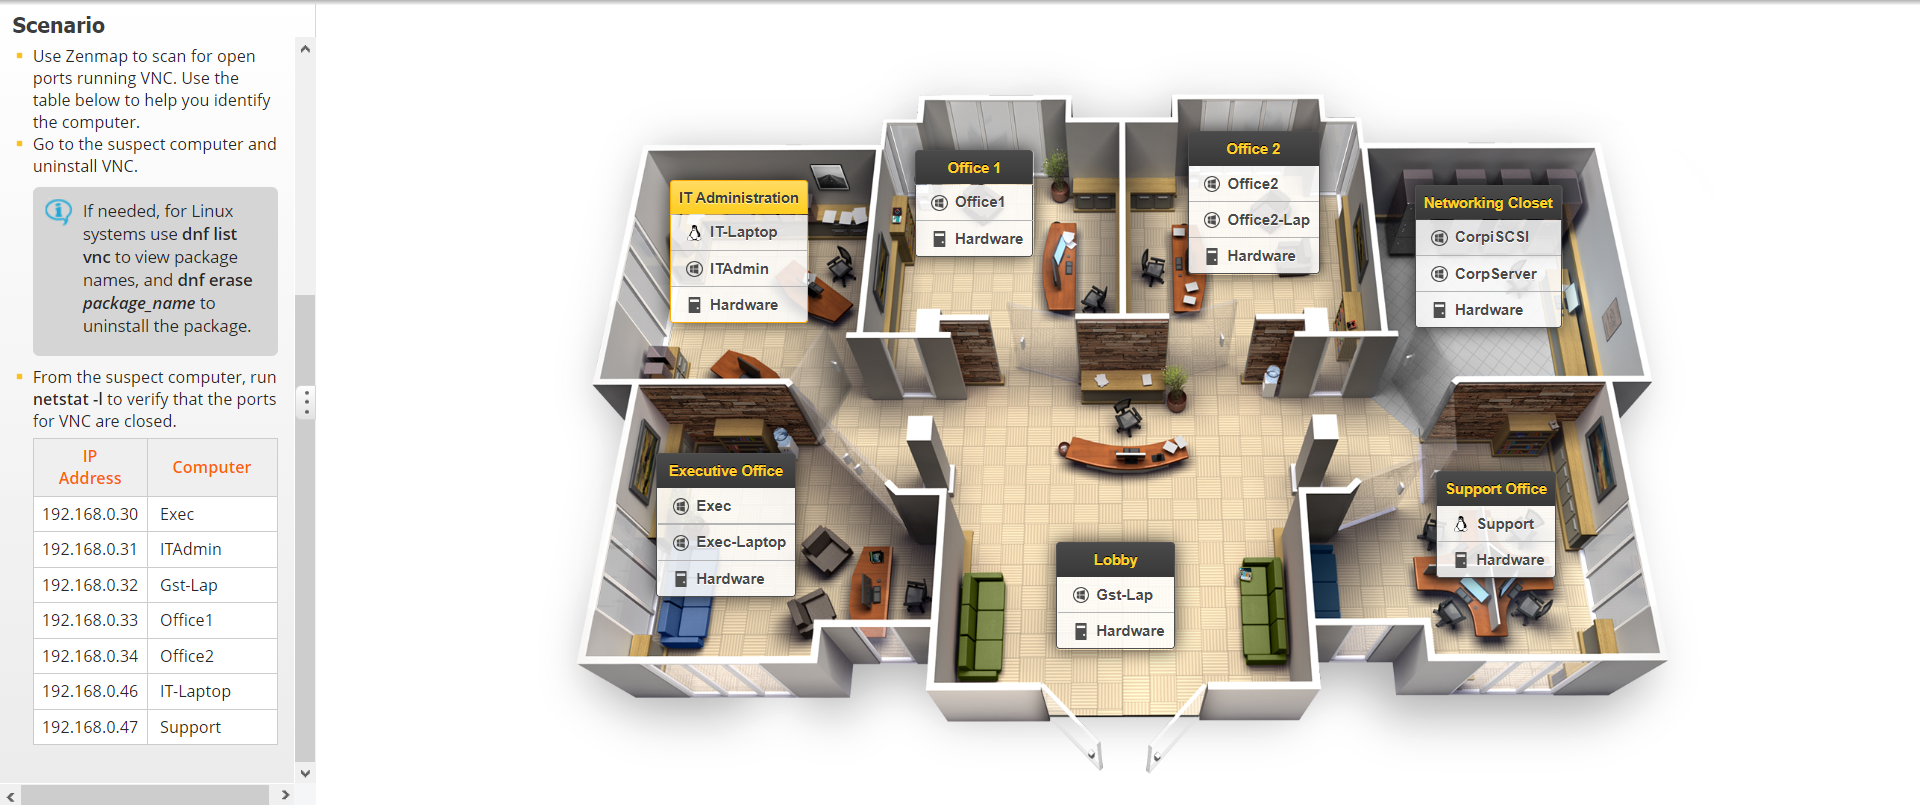 Scenario
Use Zenmap to scan for open
ports running VNC. Use the
table below to help you identify
the computer.
Go to the suspect computer and
uninstall VNC.
If needed, for Linux
systems use dnf list
vnc to view package
names, and dnf erase
package_name to
uninstall the package.
From the suspect computer, run
netstat -l to verify that the ports
for VNC are closed.
IP Address Computer
192.168.0.30 Exec
192.168.0.31 ITAdmin
192.168.0.32 Gst-Lap
192.168.0.33 Office1
192.168.0.34 Office2
192.168.0.46 IT-Laptop
192.168.0.47 Support
IT Administration
IT-Laptop
ITAdmin
Hardware
Office 1
Office1
Hardware
Office 2
Office2
Office2-Lap
Hardware
Networking Closet
CorpiSCSI
CorpServer
Hardware
Executive Office
Exec
Exec-Laptop
Hardware
Lobby
Gst-Lap
Hardware
Support Office
Support
Hardware